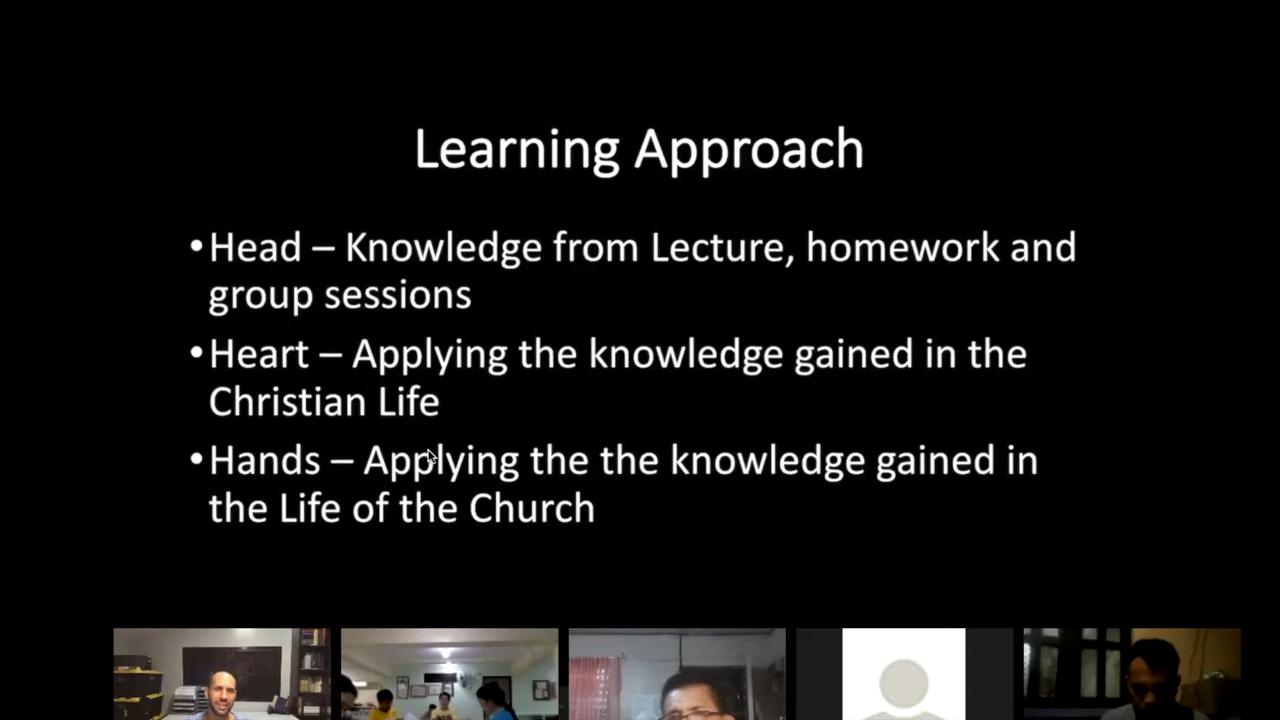 Learning Approach
•Head – Knowledge from Lecture, homework and
group sessions
•Heart – Applying the knowledge gained in the
Christian Life
•Hands – Applying the the knowledge gained in
the Life of the Church